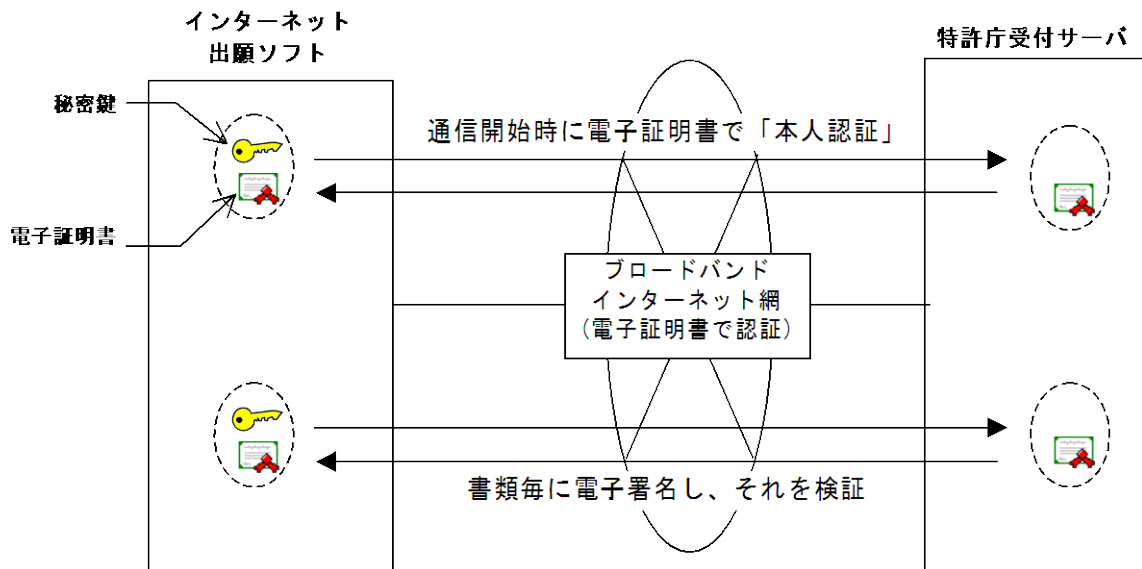 インターネット
出願ソフト
特許庁受付サーバ
秘密鍵
通信開始時に電子証明書で「本人認証」
電子証明書
ブロードバンド
インターネット網
(電子証明書で認証)
書類毎に電子署名し、それを検証